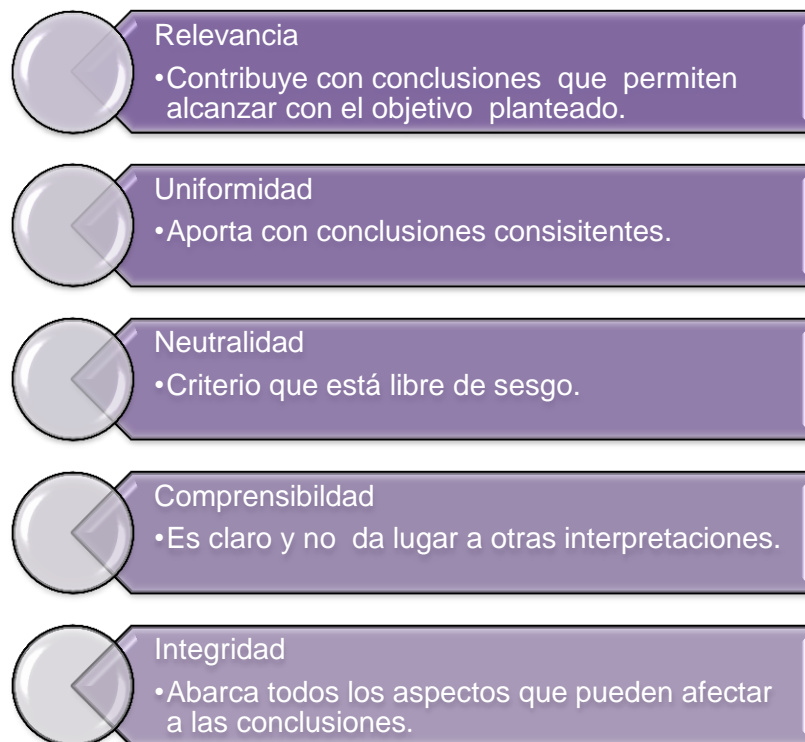 Relevancia
•Contribuye con conclusiones que permiten
alcanzar con el objetivo planteado.
Uniformidad
•Aporta con conclusiones consisitentes.
Neutralidad
•Criterio que está libre de sesgo.
Comprensibildad
•Es claro y no da lugar a otras interpretaciones.
Integridad
•Abarca todos los aspectos que pueden afectar
a las conclusiones.